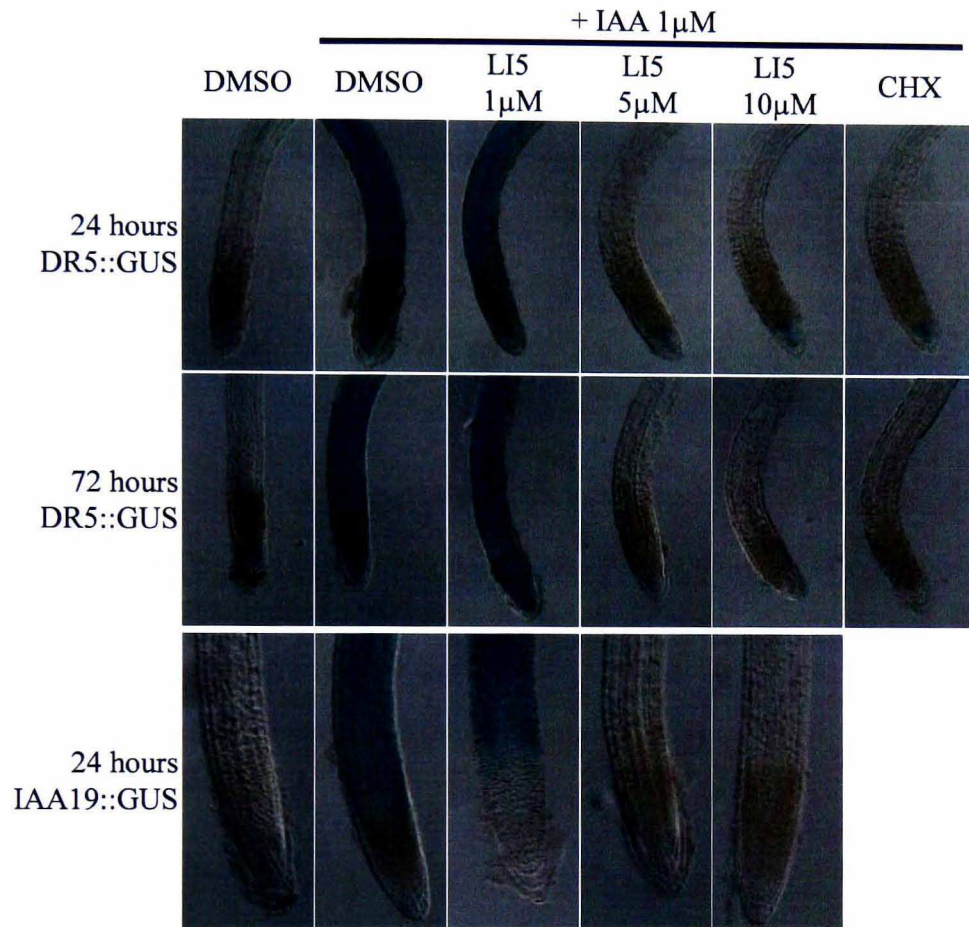 + IAA 1µM
DMSO
DMSO
LI5
1µM
LI5
5µM
LI5
10µM
CHX
24 hours
DR5::GUS
72 hours
DR5::GUS
24 hours
IAA19::GUS